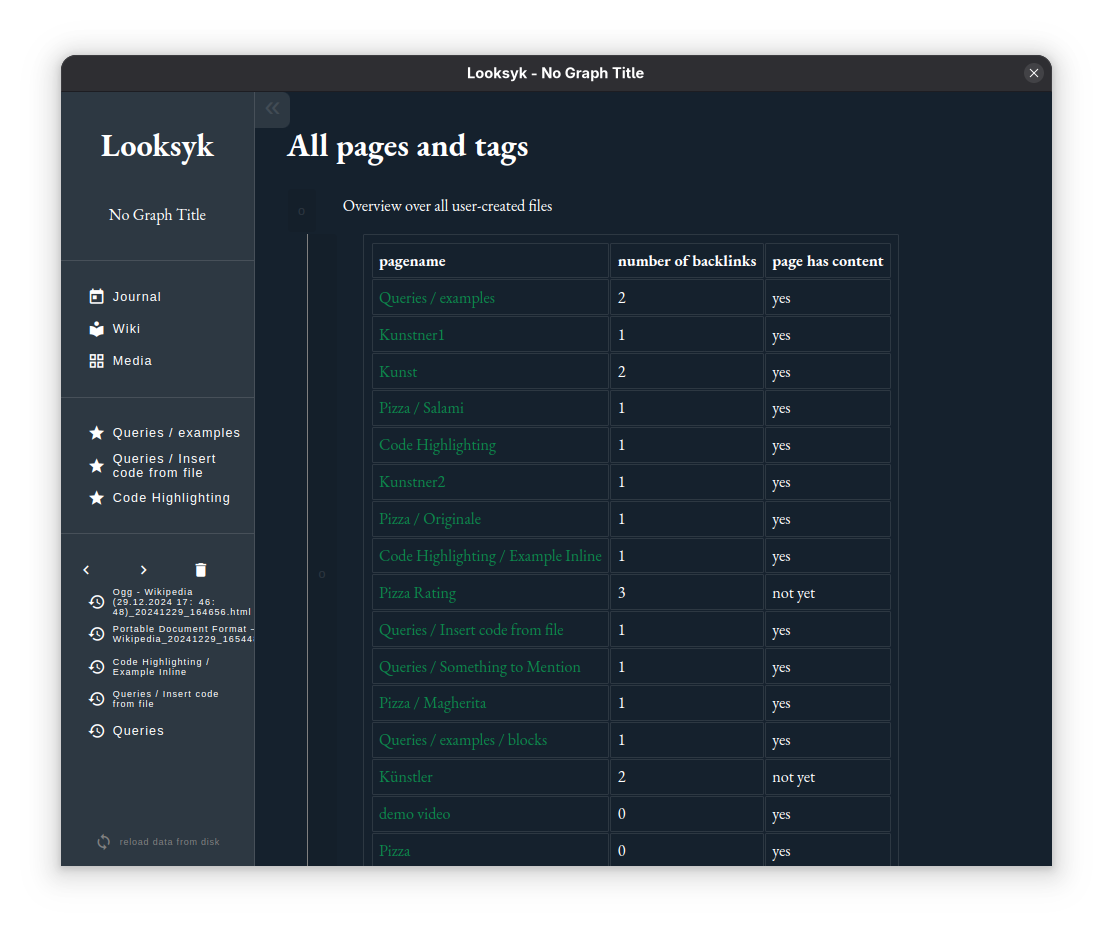 Looksyk - No Graph Title
Looksyk
No Graph Title
Journal
Wiki
Media
Queries / examples
Queries / Insert
code from file
Code Highlighting
Ogg - Wikipedia
(29.12.2024 17: 46:
48)_20241229_164656.html
Portable Document Format –
Wikipedia_20241229_16544
Code Highlighting /
Example Inline
Queries / Insert code
from file
Queries
reload data from disk
All pages and tags
Overview over all user-created files
pagename number of backlinks page has content
Queries / examples 2 yes
Kunstner1 1 yes
Kunst 2 yes
Pizza / Salami 1 yes
Code Highlighting 1 yes
Kunstner2 1 yes
Pizza / Originale 1 yes
Code Highlighting / Example Inline 1 yes
Pizza Rating 3 not yet
Queries / Insert code from file 1 yes
Queries / Something to Mention 1 yes
Pizza / Magherita 1 yes
Queries / examples / blocks 1 yes
Künstler 2 not yet
demo video 0 yes
Pizza 0 yes